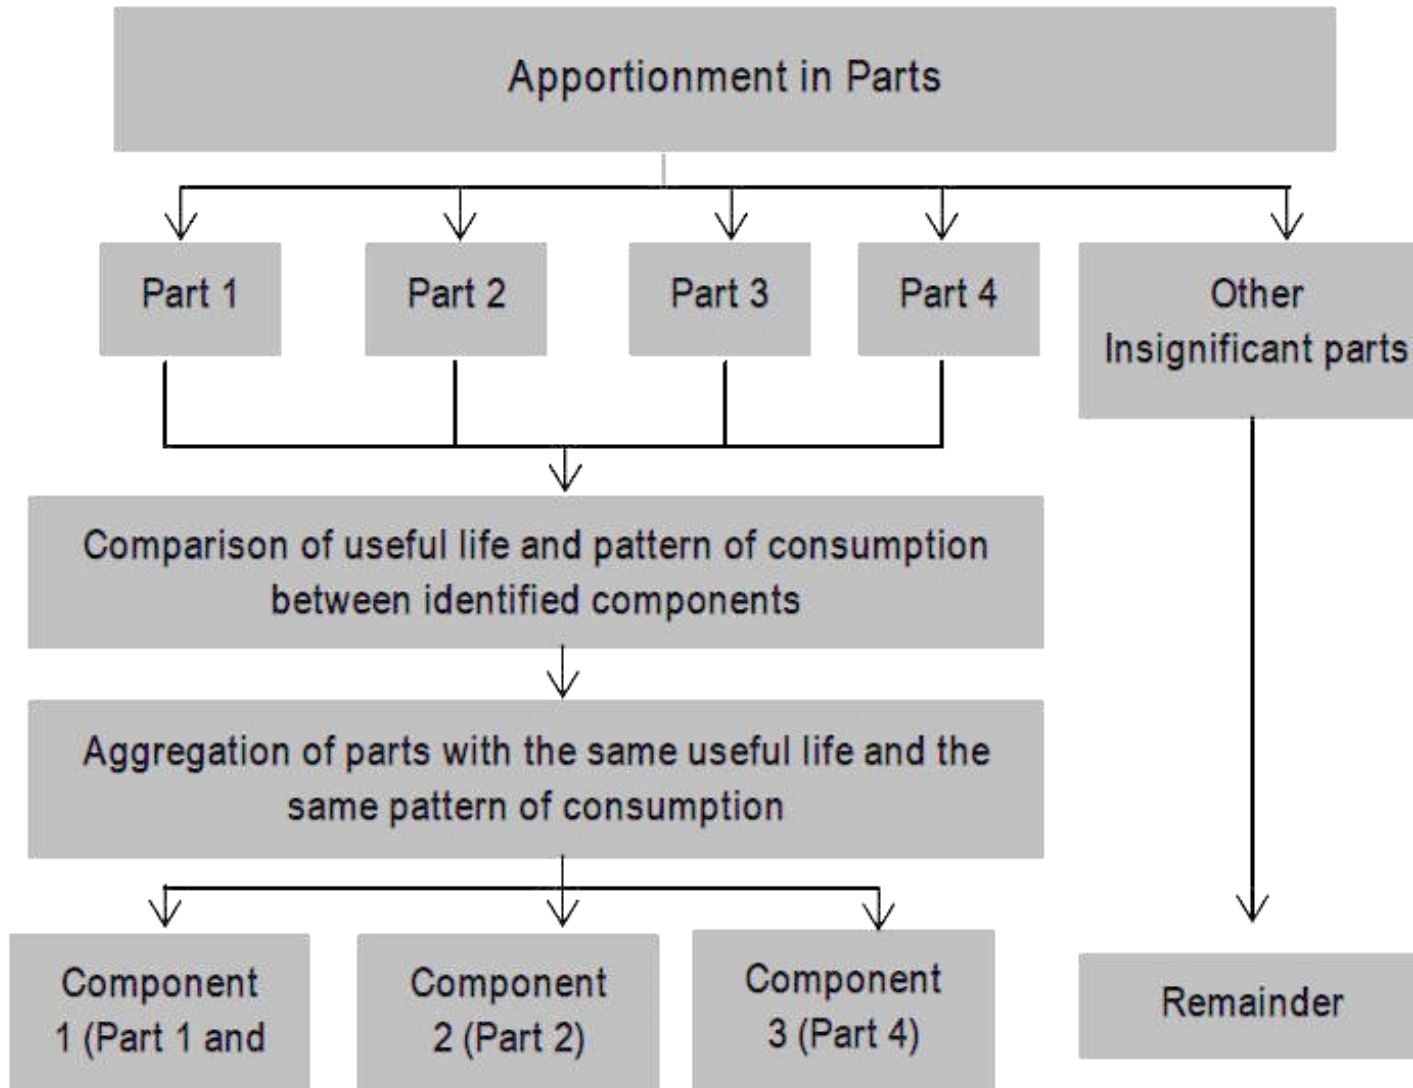 Apportionment in Parts
Part 1
Part 2
Part 3
Part 4
Other
Insignificant parts
Comparison of useful life and pattern of consumption
between identified components
Aggregation of parts with the same useful life and the
same pattern of consumption
Component
1 (Part 1 and
Component
2 (Part 2)
Component
3 (Part 4)
Remainder